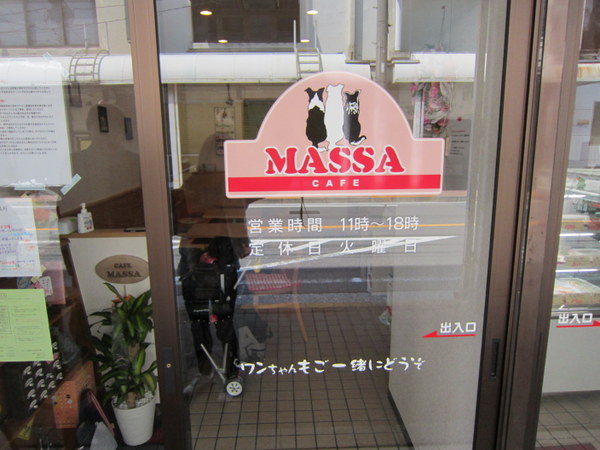 MASSA
CAFE
営業時間 11時~18時
定休日 火曜日
CAFE
MASSA
出入口
出入口
ワンちゃんもご一緒にどうぞ